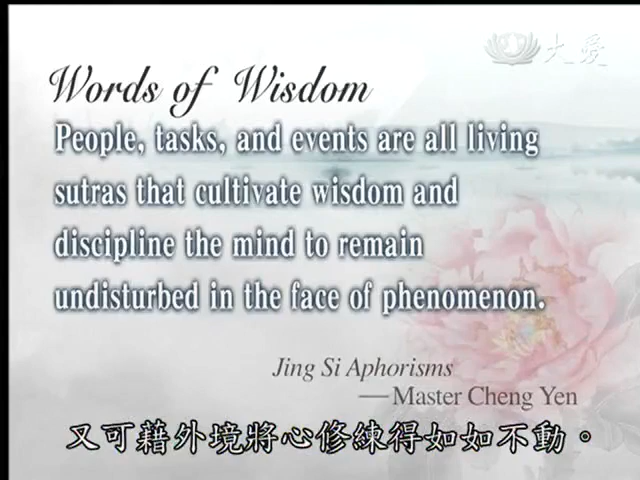 大愛
Words of Wisdom
People, tasks, and events are all living
sutras that cultivate wisdom and
discipline the mind to remain
undisturbed in the face of phenomenon.
Jing Si Aphorisms
—Master Cheng Yen
又可藉外境將心修練得如如不動。